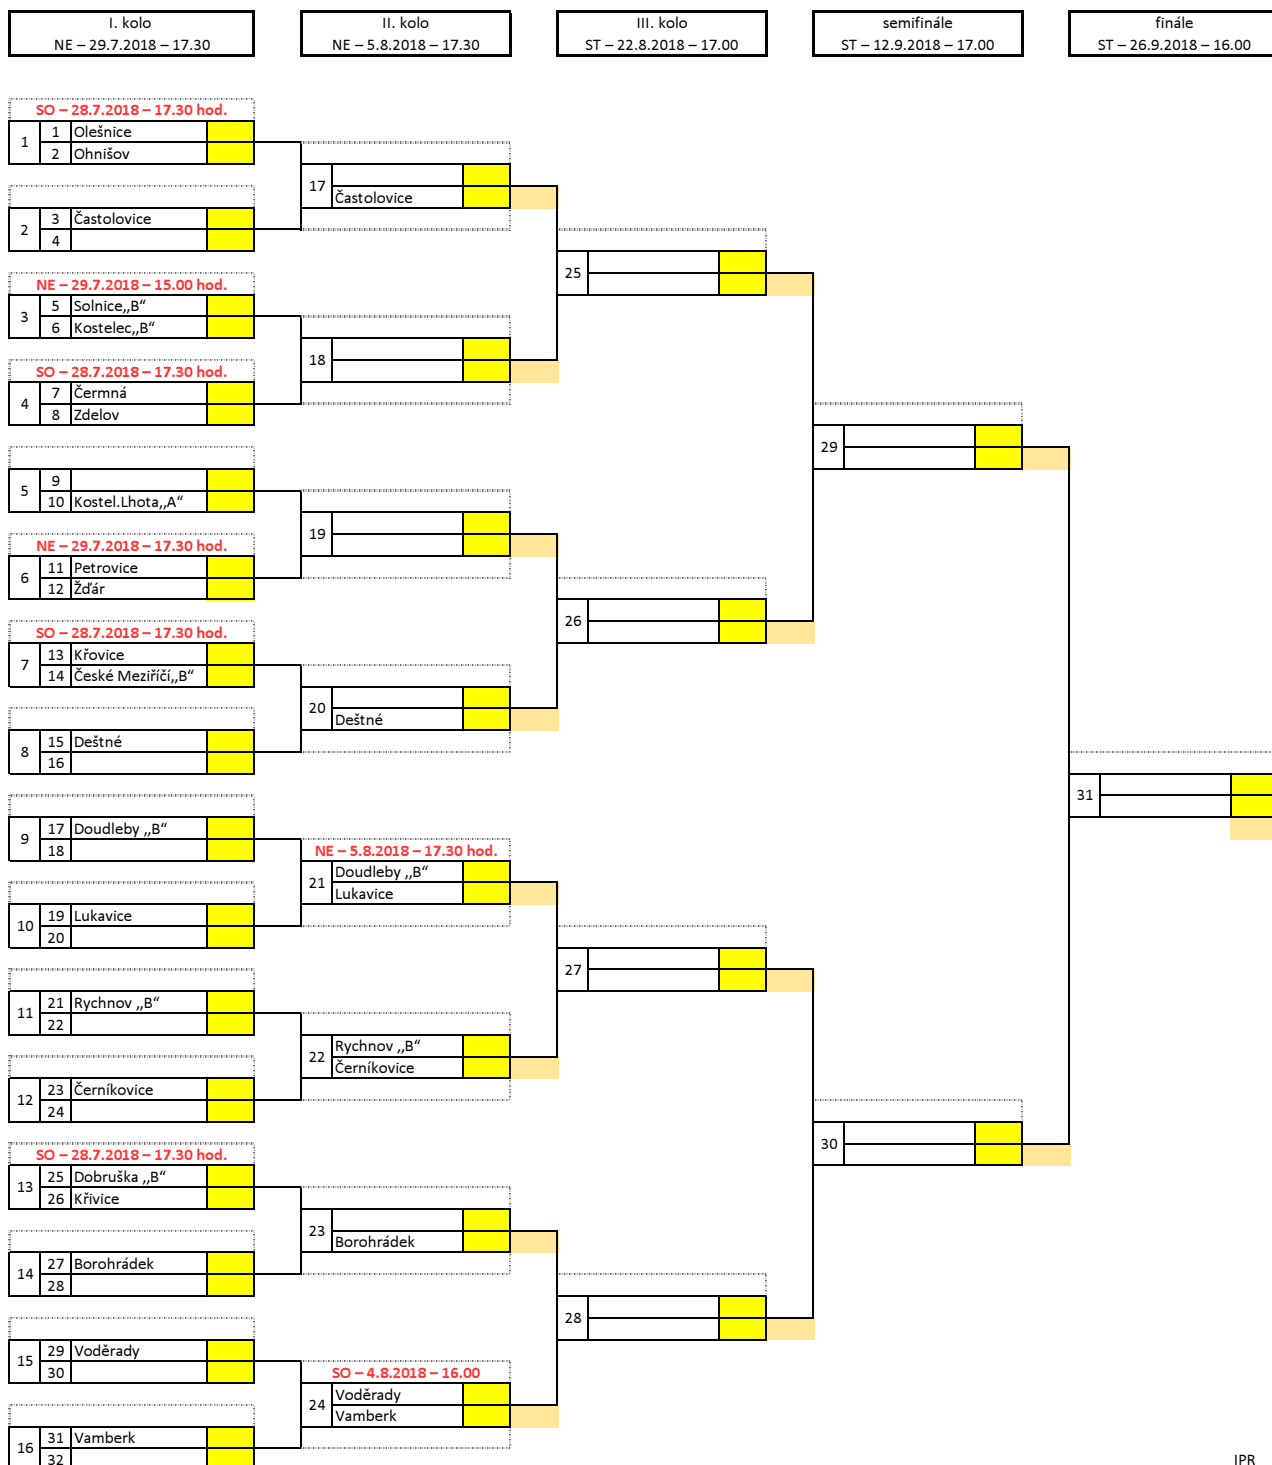 I. kolo
NE – 29.7.2018 – 17.30
II. kolo
NE – 5.8.2018 – 17.30
III. kolo
ST – 22.8.2018 – 17.00
semifinále
ST – 12.9.2018 – 17.00
finále
ST – 26.9.2018 – 16.00
SO – 28.7.2018 – 17.30 hod.
1
1 Olešnice
2 Ohnišov
2
3 Častolovice
4
NE – 29.7.2018 – 15.00 hod.
3
5 Solnice„B“
6 Kostelec„B“
SO – 28.7.2018 – 17.30 hod.
4
7 Čermná
8 Zdelov
5
9
10 Kostel.Lhota„A“
NE – 29.7.2018 – 17.30 hod.
6
11 Petrovice
12 Žďár
SO – 28.7.2018 – 17.30 hod.
7
13 Křovice
14 České Meziříčí„B“
8
15 Deštné
16
9
17 Doudleby „B“
18
10
19 Lukavice
20
11
21 Rychnov „B“
22
12
23 Černíkovice
24
SO – 28.7.2018 – 17.30 hod.
13
25 Dobruška „B“
26 Křivice
14
27 Borohrádek
28
15
29 Voděrady
30
16
31 Vamberk
32
17
Častolovice
18
19
20
Deštné
NE – 5.8.2018 – 17.30 hod.
21
Doudleby „B“
Lukavice
22
Rychnov „B“
Černíkovice
23
Borohrádek
SO – 4.8.2018 – 16.00
24
Voděrady
Vamberk
25
26
27
28
29
30
31
JPR